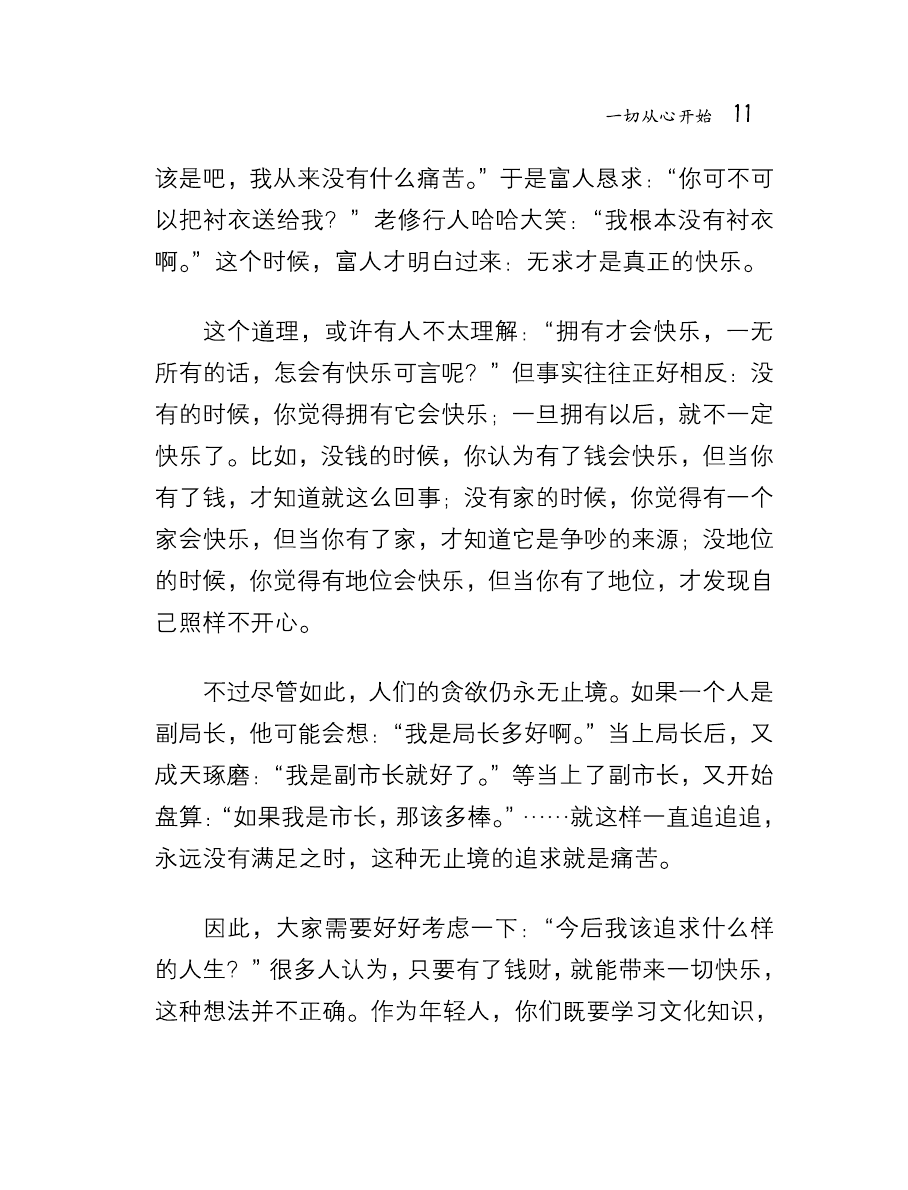 一切从心开始 11
该是吧，我从来没有什么痛苦。”于是富人恳求：“你可不可
以把衬衣送给我？”老修行人哈哈大笑：“我根本没有衬衣
啊。”这个时候，富人才明白过来：无求才是真正的快乐。
这个道理，或许有人不太理解：“拥有才会快乐，一无
所有的话，怎会有快乐可言呢？”但事实往往正好相反：没
有的时候，你觉得拥有它会快乐；一旦拥有以后，就不一定
快乐了。比如，没钱的时候，你认为有了钱会快乐，但当你
有了钱，才知道就这么回事；没有家的时候，你觉得有一个
家会快乐，但当你有了家，才知道它是争吵的来源；没地位
的时候，你觉得有地位会快乐，但当你有了地位，才发现自
己照样不开心。
不过尽管如此，人们的贪欲仍永无止境。如果一个人是
副局长，他可能会想：“我是局长多好啊。”当上局长后，又
成天琢磨：“我是副市长就好了。”等当上了副市长，又开始
盘算：“如果我是市长，那该多棒。”……就这样一直追追追，
永远没有满足之时，这种无止境的追求就是痛苦。
因此，大家需要好好考虑一下：“今后我该追求什么样
的人生？”很多人认为，只要有了钱财，就能带来一切快乐，
这种想法并不正确。作为年轻人，你们既要学习文化知识，